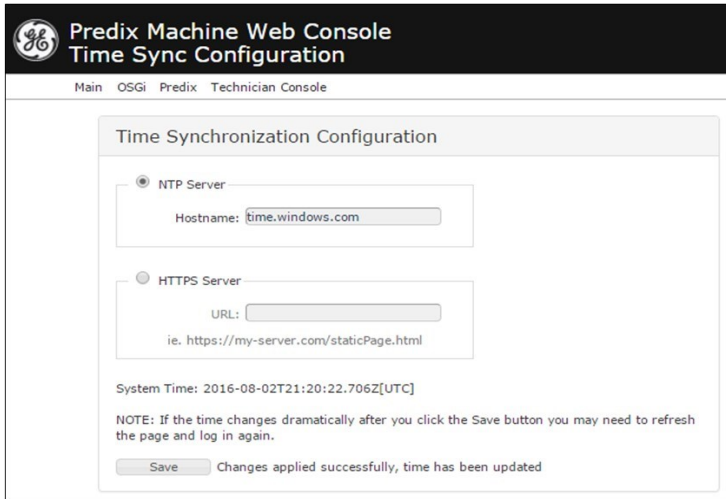 Predix Machine Web Console
Time Sync Configuration
Main OSGi Predix Technician Console
Time Synchronization Configuration
NTP Server
Hostname: time.windows.com
HTTPS Server
URL:
ie. https://my-server.com/staticPage.html
System Time: 2016-08-02T21:20:22.706Z[UTC]
NOTE: If the time changes dramatically after you click the Save button you may need to refresh
the page and log in again.
Save Changes applied successfully, time has been updated